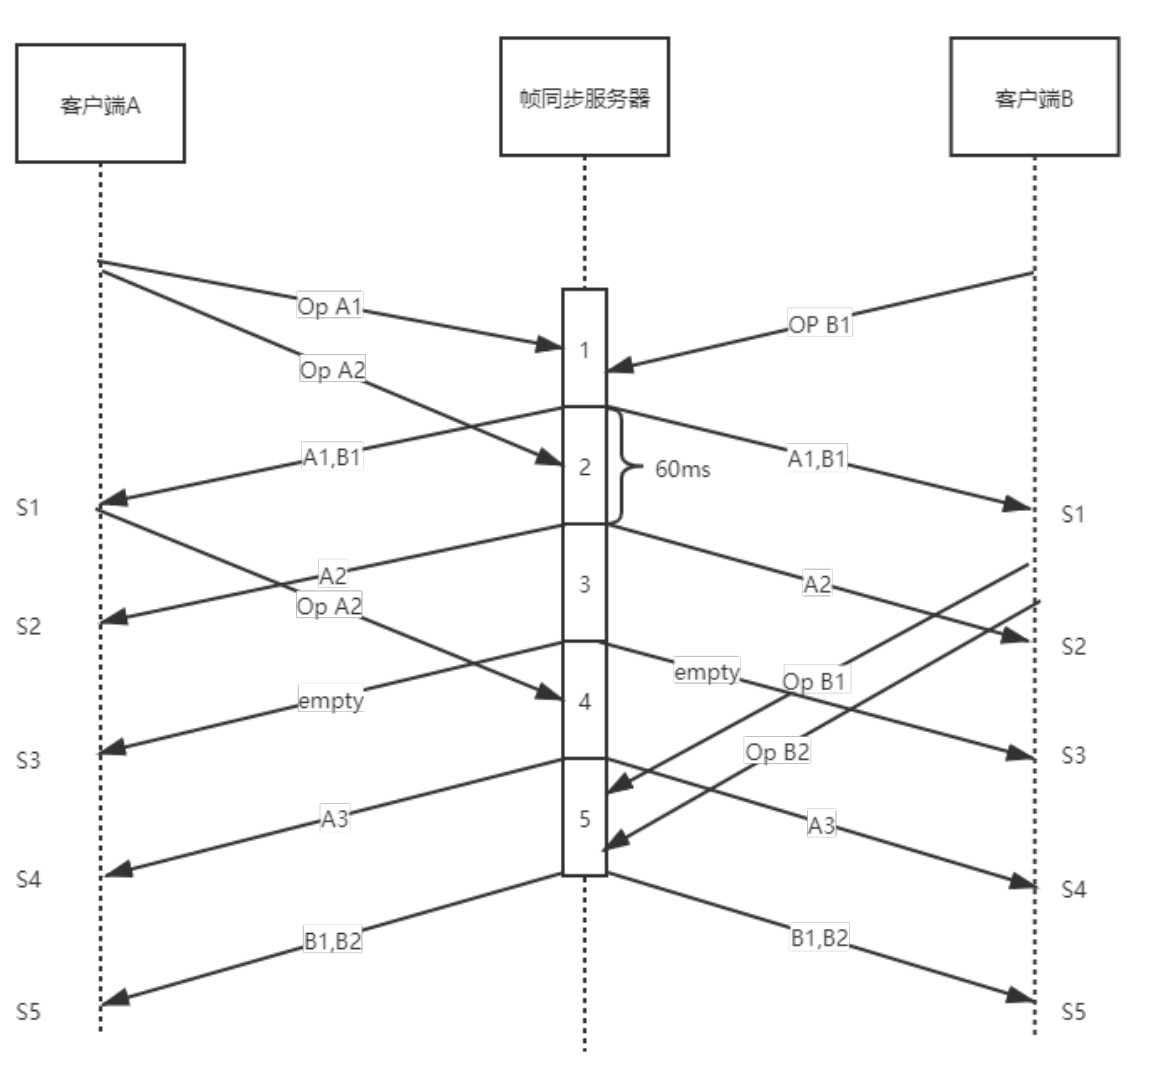 客户端A
帧同步服务器
客户端B
Op A1
OP B1
1
Op A2
A1,B1
2
60ms
A1,B1
S1
S1
A2
3
A2
Op A2
S2
S2
empty
Op B1
empty
4
Op B2
S3
S3
A3
5
A3
S4
S4
B1,B2
B1,B2
S5
S5